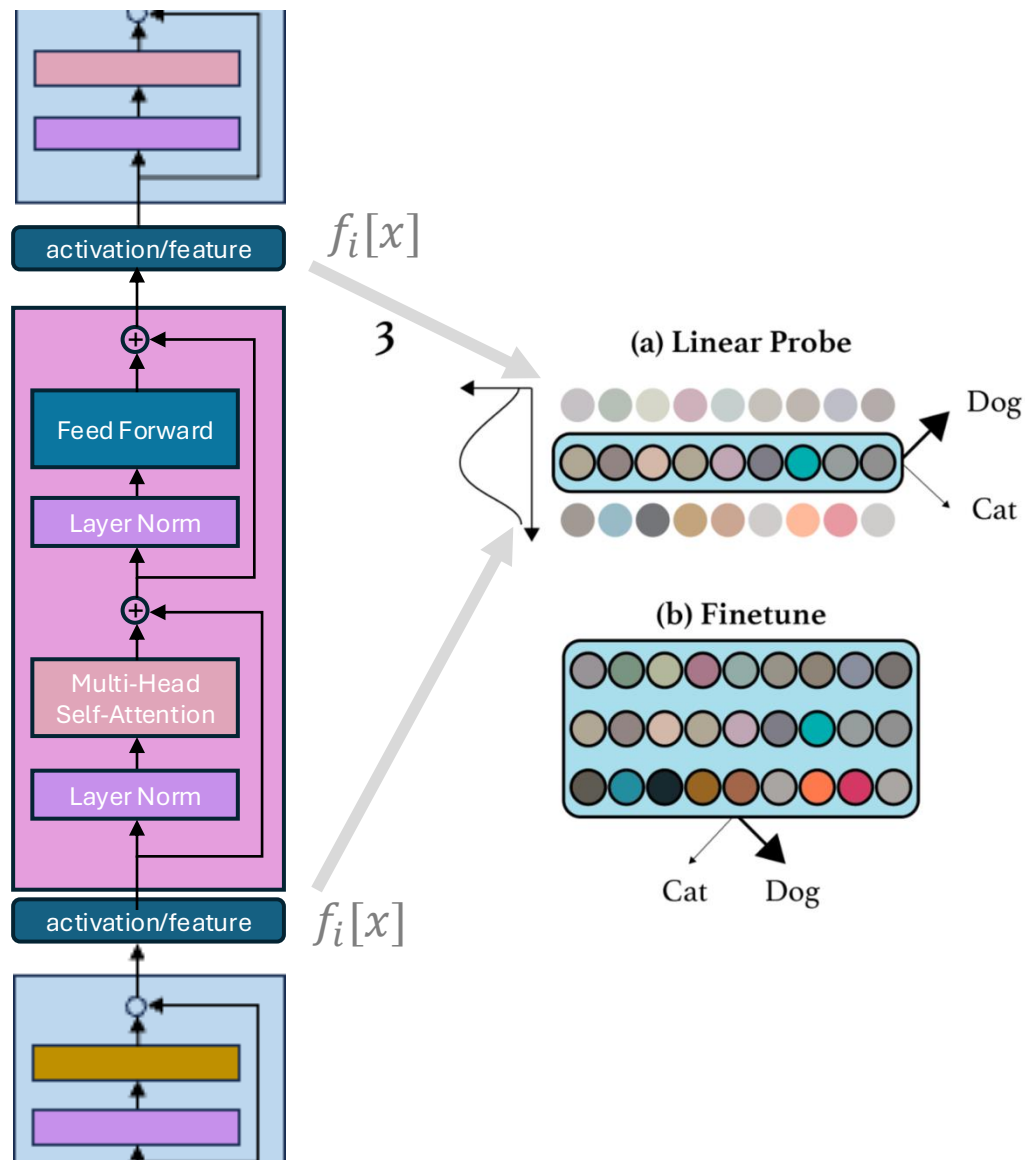 activation/feature
f_i[x]
3
(a) Linear Probe
Dog
Cat
+
Feed Forward
Layer Norm
+
Multi-Head
Self-Attention
Layer Norm
(b) Finetune
Cat Dog
activation/feature
f_i[x]